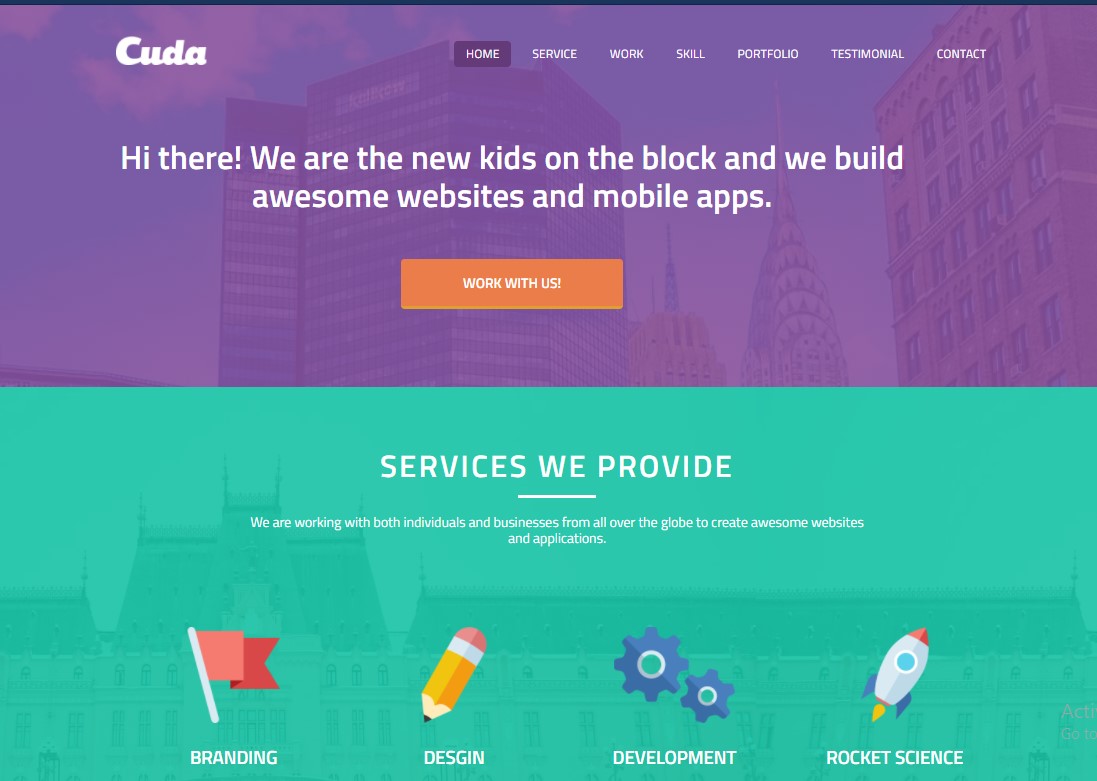 Cuda
HOME SERVICE WORK SKILL PORTFOLIO TESTIMONIAL CONTACT
Hi there! We are the new kids on the block and we build
awesome websites and mobile apps.
WORK WITH US!
SERVICES WE PROVIDE
We are working with both individuals and businesses from all over the globe to create awesome websites
and applications.
BRANDING DESGIN DEVELOPMENT ROCKET SCIENCE
Go to